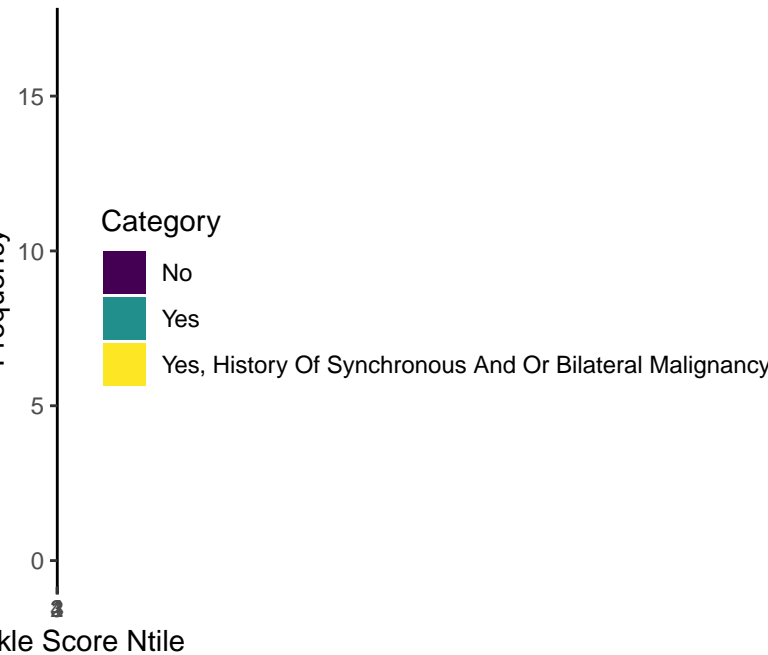 15
Category
10
No
Yes
Yes, History Of Synchronous And Or Bilateral Malignancy
5
0
kle Score Ntile